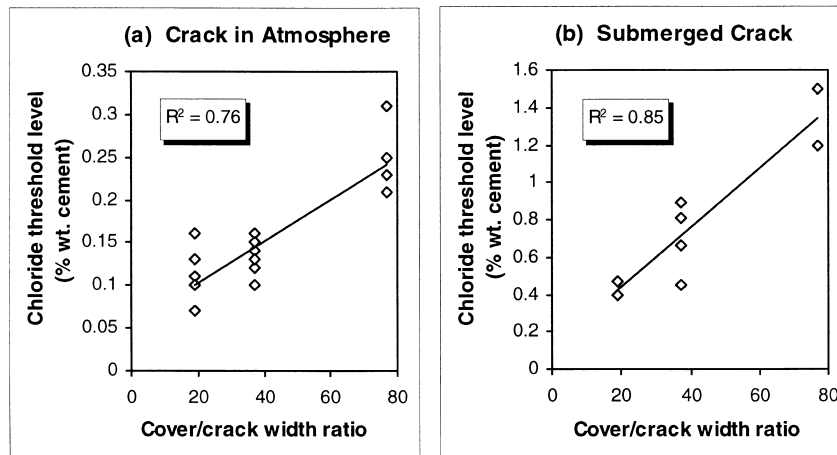 (a) Crack in Atmosphere
Chloride threshold level
(% wt. cement)
0.35
0.3
0.25
0.2
0.15
0.1
0.05
0
R² = 0.76
0 20 40 60 80
Cover/crack width ratio
(b) Submerged Crack
Chloride threshold level
(% wt. cement)
1.6
1.4
1.2
1
0.8
0.6
0.4
0.2
0
R² = 0.85
0 20 40 60 80
Cover/crack width ratio